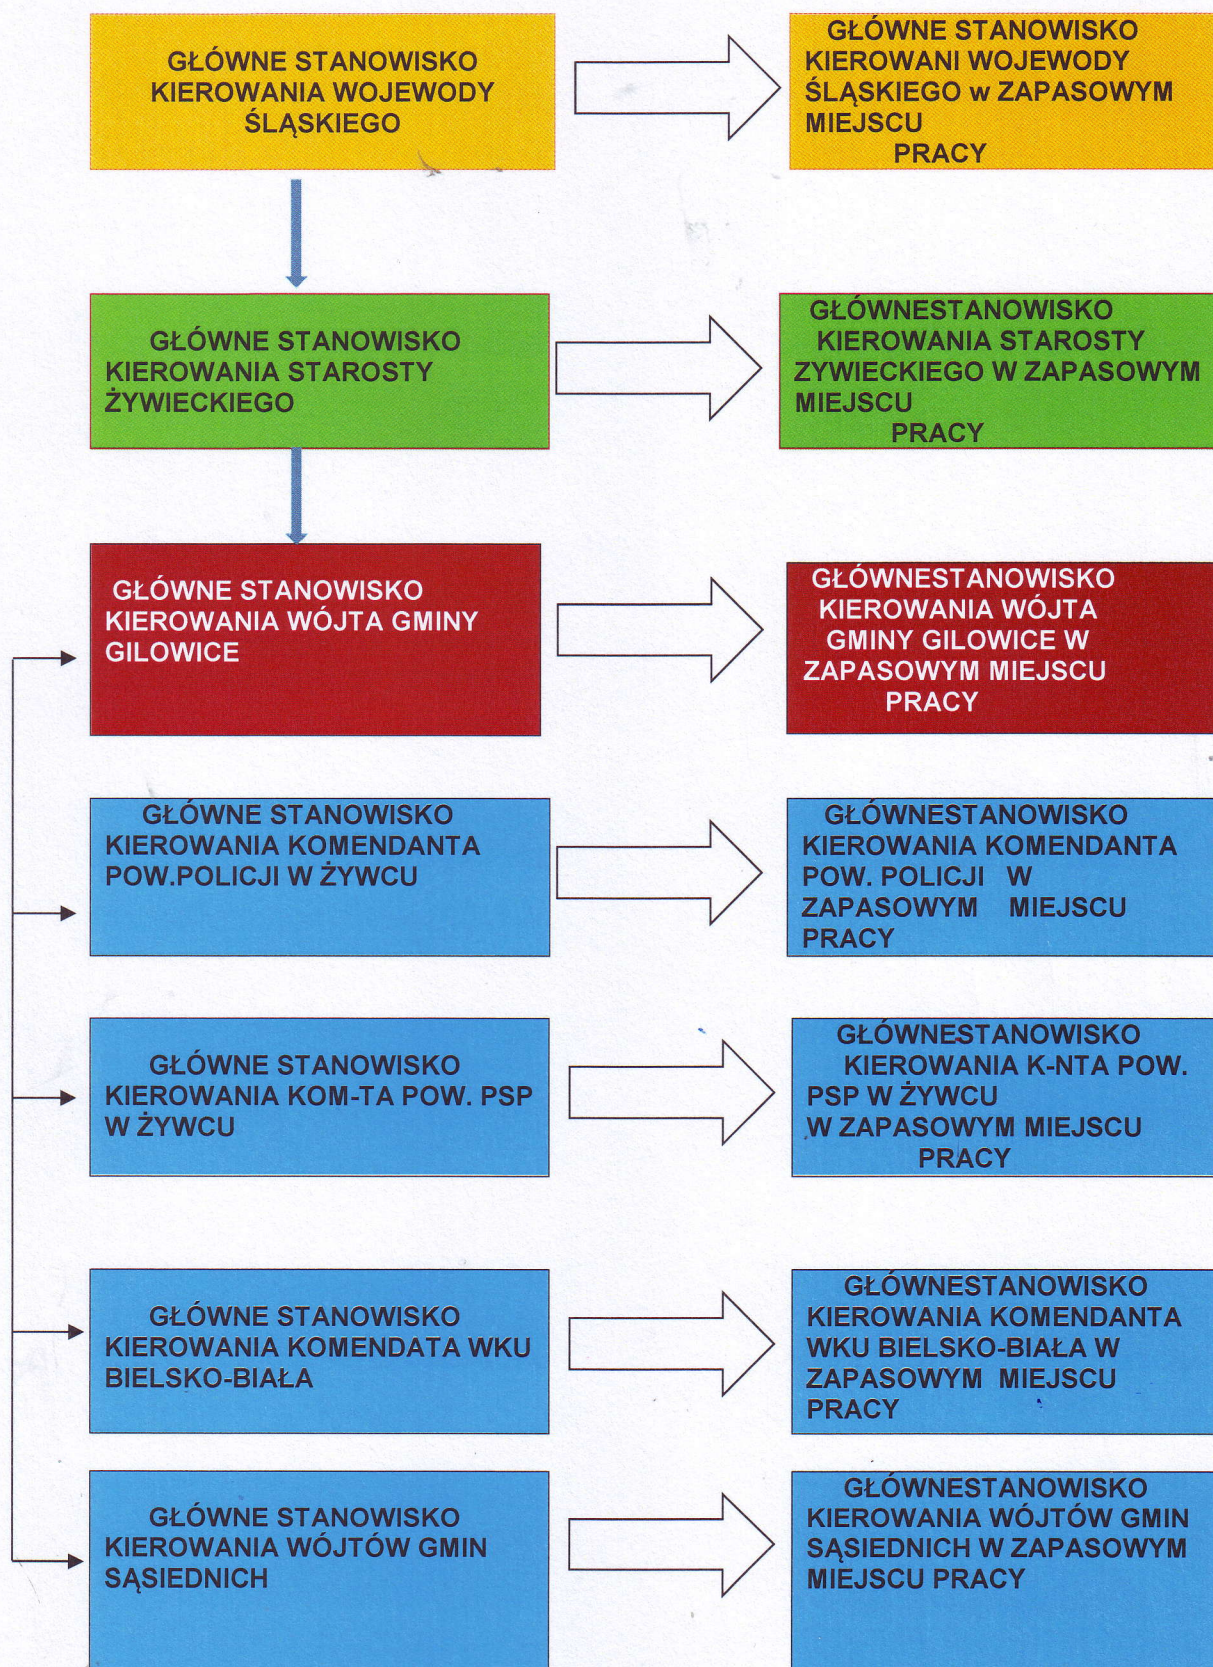 GŁÓWNE STANOWISKO
KIEROWANIA WOJEWODY
ŚLĄSKIEGO
GŁÓWNE STANOWISKO
KIEROWANI WOJEWODY
ŚLĄSKIEGO w ZAPASOWYM
MIEJSCU
PRACY
GŁÓWNE STANOWISKO
KIEROWANIA STAROSTY
ŻYWIECKIEGO
GŁÓWNESTANOWISKO
KIEROWANIA STAROSTY
ZYWIECKIEGO W ZAPASOWYM
MIEJSCU
PRACY
GŁÓWNE STANOWISKO
KIEROWANIA WÓJTA GMINY
GILOWICE
GŁÓWNESTANOWISKO
KIEROWANIA WÓJTA
GMINY GILOWICE W
ZAPASOWYM MIEJSCU
PRACY
GŁÓWNE STANOWISKO
KIEROWANIA KOMENDANTA
POW.POLICJI W ŻYWCU
GŁÓWNESTANOWISKO
KIEROWANIA KOMENDANTA
POW. POLICJI W
ZAPASOWYM MIEJSCU
PRACY
GŁÓWNE STANOWISKO
KIEROWANIA KOM-TA POW. PSP
W ŻYWCU
GŁÓWNESTANOWISKO
KIEROWANIA K-NTA POW.
PSP W ŻYWCU
W ZAPASOWYM MIEJSCU
PRACY
GŁÓWNE STANOWISKO
KIEROWANIA KOMENDATA WKU
BIELSKO-BIAŁA
GŁÓWNESTANOWISKO
KIEROWANIA KOMENDANTA
WKU BIELSKO-BIAŁA W
ZAPASOWYM MIEJSCU
PRACY
GŁÓWNE STANOWISKO
KIEROWANIA WÓJTÓW GMIN
SĄSIEDNICH
GŁÓWNESTANOWISKO
KIEROWANIA WÓJTÓW GMIN
SĄSIEDNICH W ZAPASOWYM
MIEJSCU PRACY